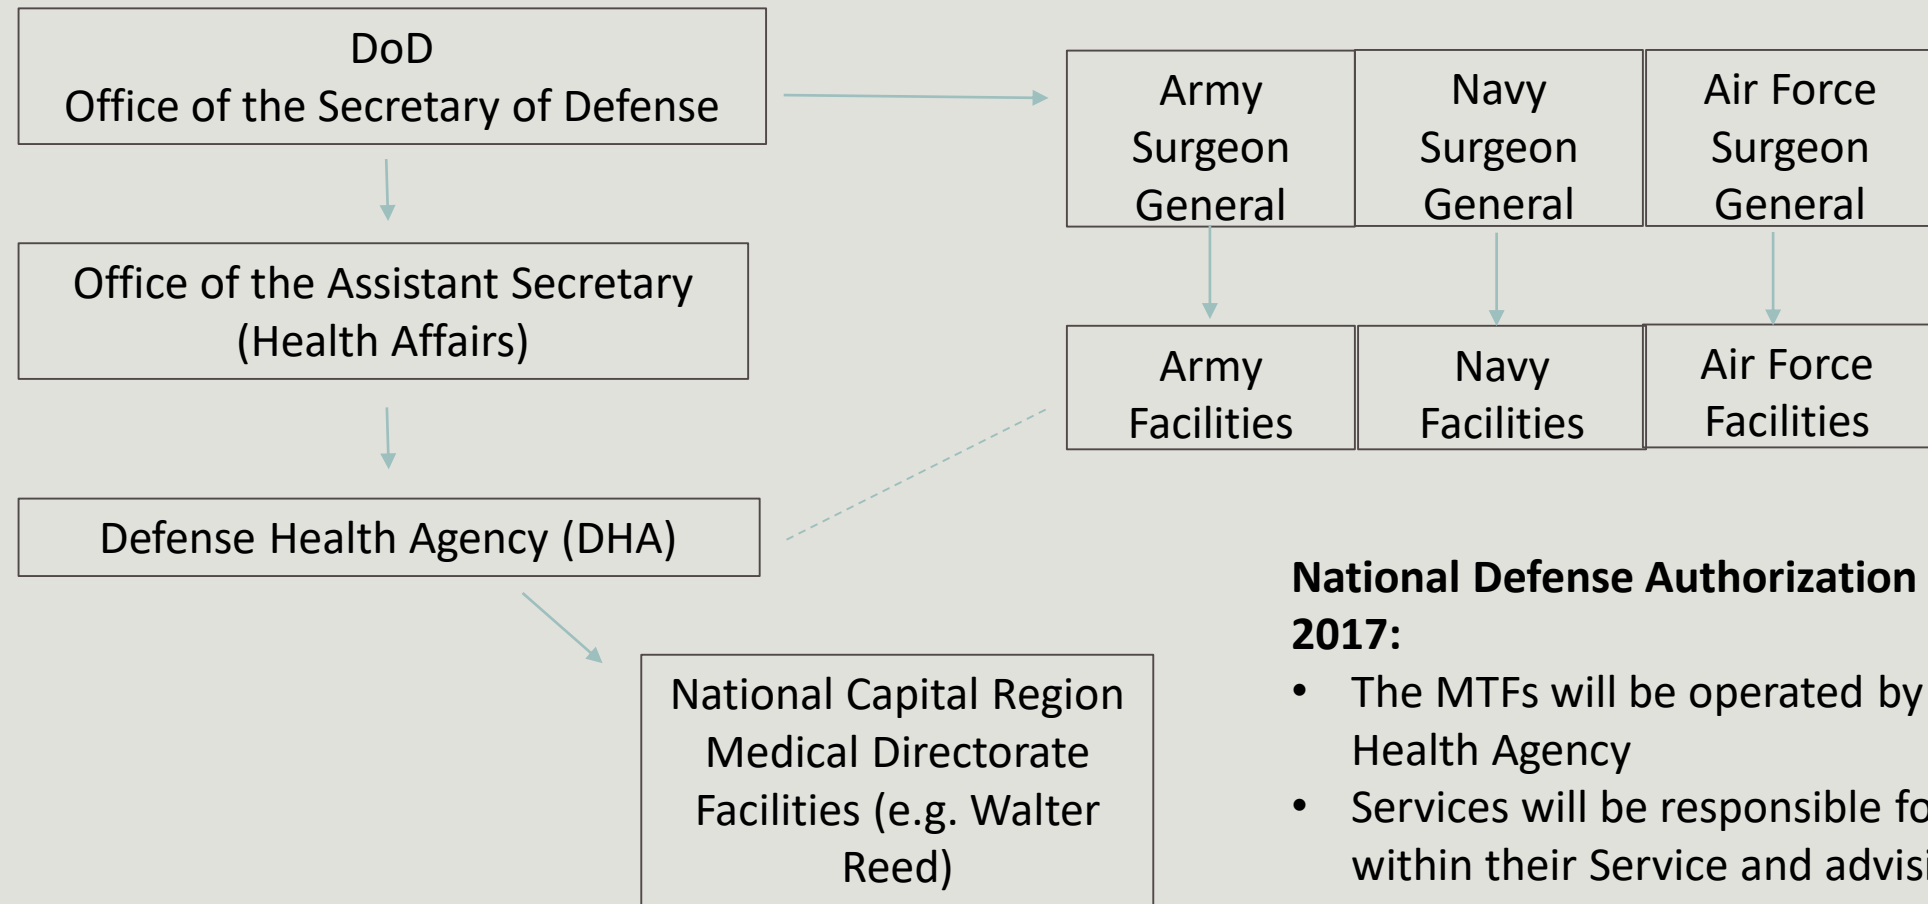 DoD
Office of the Secretary of Defense
Army
Surgeon
General
Navy
Surgeon
General
Air Force
Surgeon
General
Office of the Assistant Secretary
(Health Affairs)
Army
Facilities
Navy
Facilities
Air Force
Facilities
Defense Health Agency (DHA)
National Capital Region
Medical Directorate
Facilities (e.g. Walter
Reed)
National Defense Authorization
2017:
• The MTFs will be operated by
Health Agency
• Services will be responsible
within their Service and